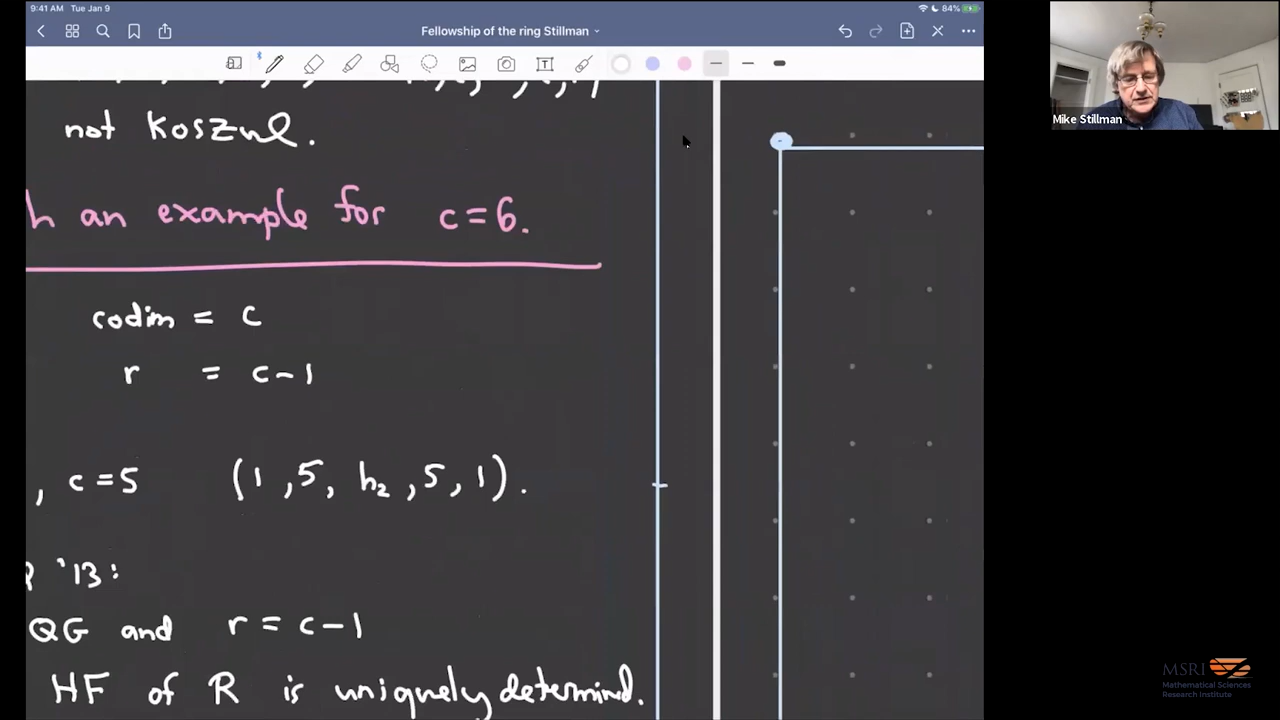 9:41 AM Tue Jan 9
84%
Fellowship of the ring Stillman
not Koszul.
h an example for c=6.
codim = c
r = c-1
, c=5 (1, 5, h₂, 5, 1).
'13:
QG and r = c-1
HF of R is uniquely determined.
Mike Stillman
MSRI
Mathematical Sciences
Research Institute